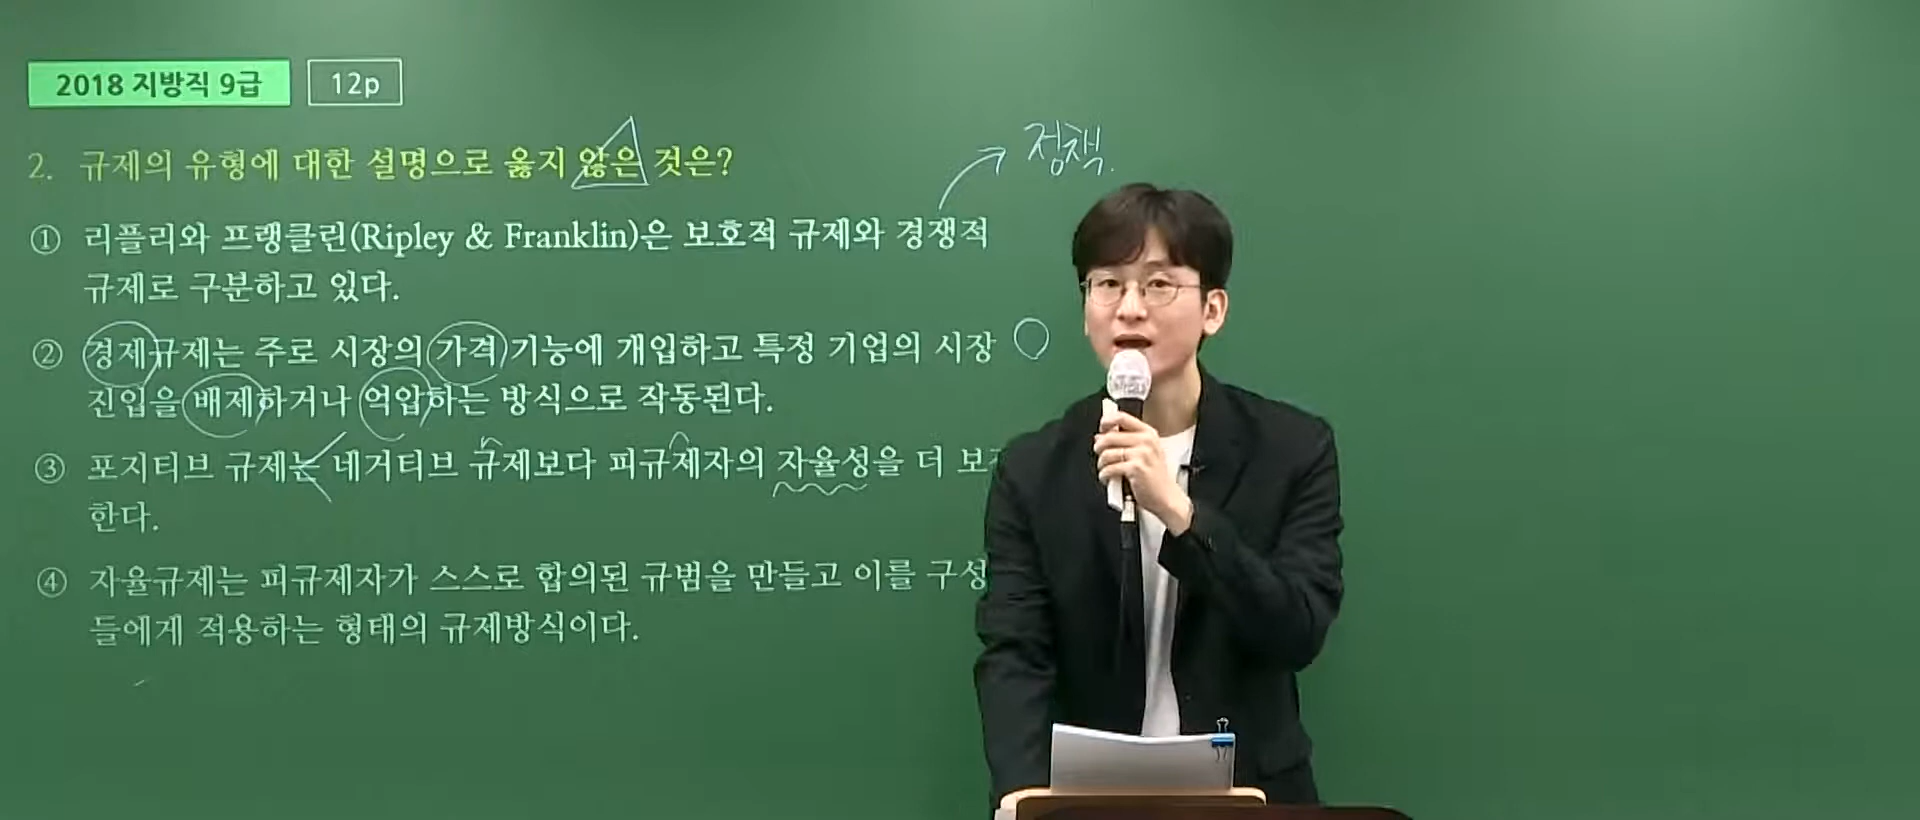 2018 지방직 9급
12p
정책.
2. 규제의 유형에 대한 설명으로 옳지 않은 것은?
① 리플리와 프랭클린(Ripley & Franklin)은 보호적 규제와 경쟁적
규제로 구분하고 있다.
② 경제규제는 주로 시장의 가격 기능에 개입하고 특정 기업의 시장
진입을 배제하거나 억압하는 방식으로 작동된다.
③ 포지티브 규제는 네거티브 규제보다 피규제자의 자율성을 더
한다.
④ 자율규제는 피규제자가 스스로 합의된 규범을 만들고 이를 구성
들에게 적용하는 형태의 규제방식이다.